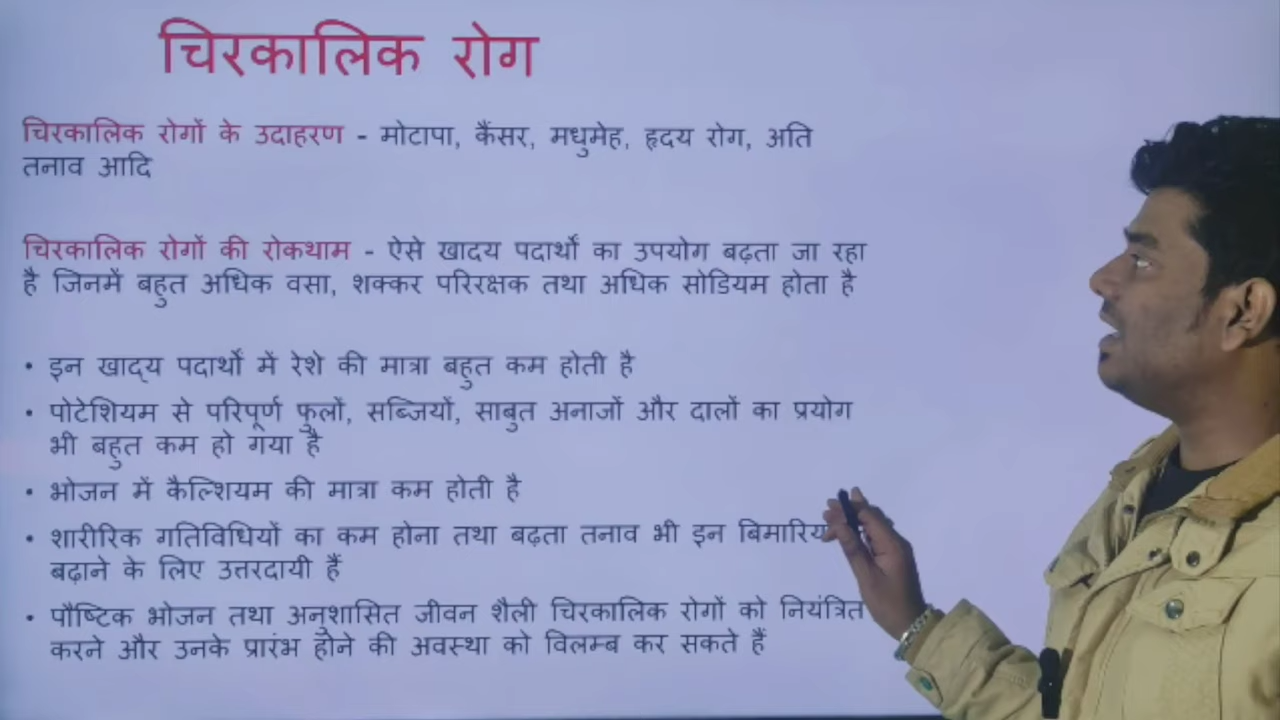 चिरकालिक रोग
चिरकालिक रोगों के उदाहरण - मोटापा, कैंसर, मधुमेह, हृदय रोग, अति
तनाव आदि
चिरकालिक रोगों की रोकथाम - ऐसे खादय पदार्थों का उपयोग बढ़ता जा रहा
है जिनमें बहुत अधिक वसा, शक्कर परिरक्षक तथा अधिक सोडियम होता है
• इन खाद्य पदार्थो में रेशे की मात्रा बहुत कम होती है
• पोटेशियम से परिपूर्ण फुलों, सब्जियों, साबुत अनाजों और दालों का प्रयोग
भी बहुत कम हो गया है
• भोजन में कैल्शियम की मात्रा कम होती है
• शारीरिक गतिविधियों का कम होना तथा बढ़ता तनाव भी इन
बढ़ाने के लिए उत्तरदायी हैं
• पौष्टिक भोजन तथा अनुशासित जीवन शैली चिरकालिक रोगों को नियंत्रित
करने और उनके प्रारंभ होने की अवस्था को विलम्ब कर सकते हैं